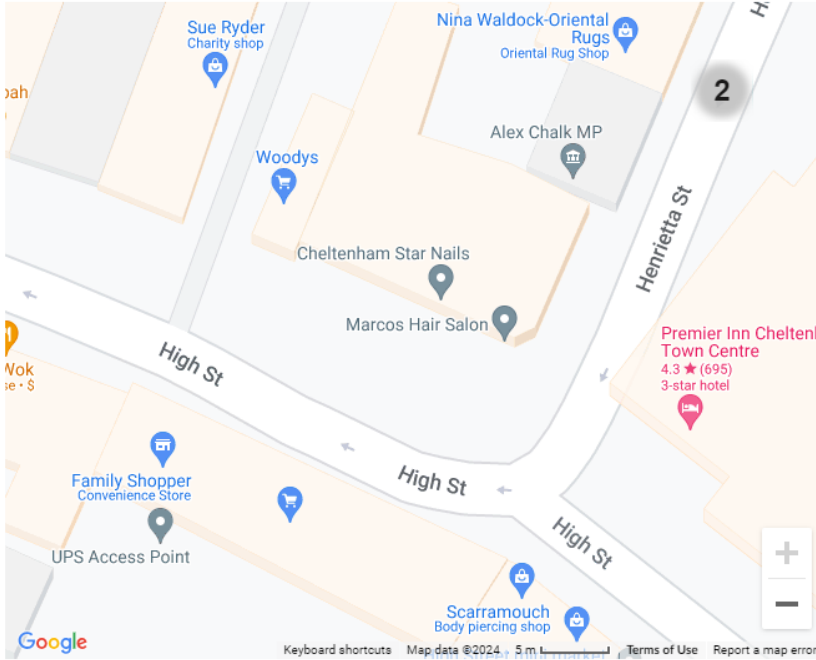 Sue Ryder
Charity shop
Nina Waldock-Oriental
Rugs
Oriental Rug Shop
2
Alex Chalk MP
Woodys
Henrietta St
Cheltenham Star Nails
Marcos Hair Salon
Premier Inn Chelten
Town Centre
4.3 ★ (695)
3-star hotel
Wok
High St
High St
High St
Family Shopper
Convenience Store
UPS Access Point
Scarramouch
Body piercing shop
+
−
Google
Keyboard shortcuts
Map data ©2024
5 m
Terms of Use
Report a map error